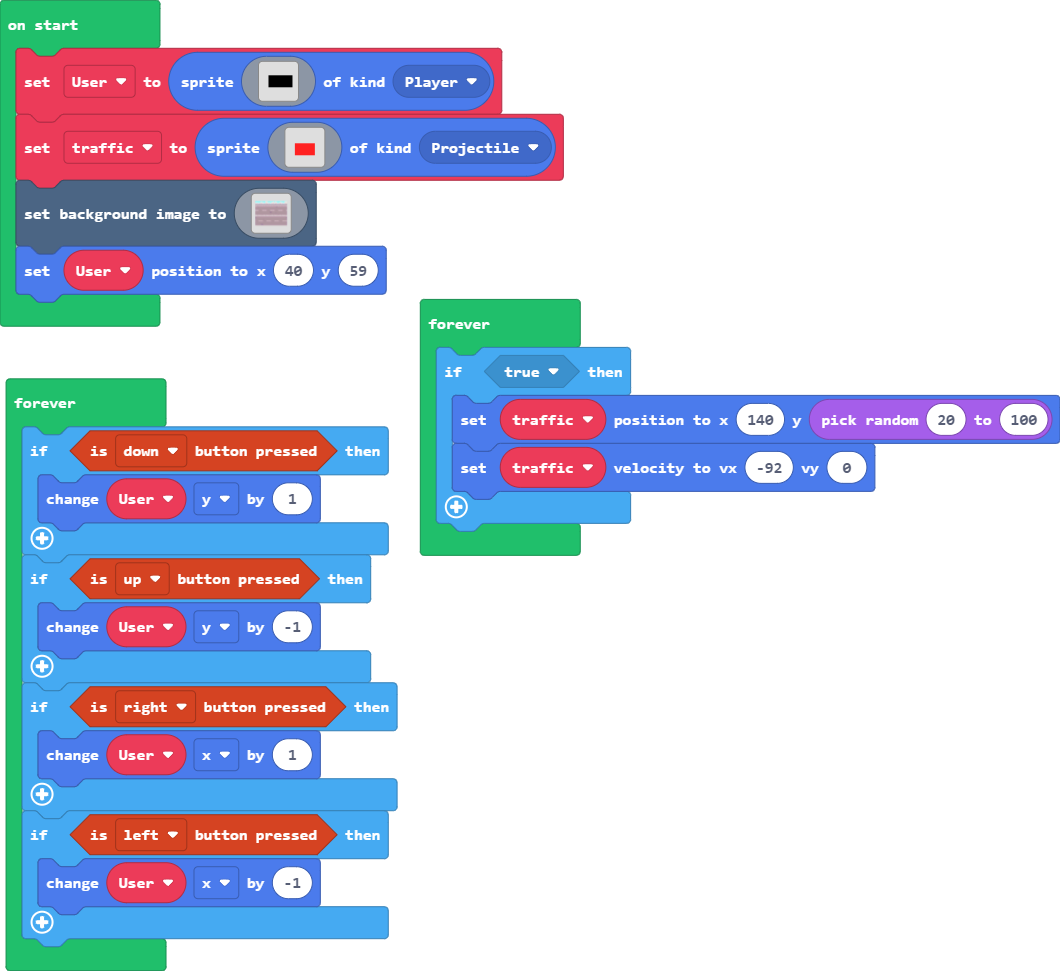 on start
set User to sprite of kind Player
set traffic to sprite of kind Projectile
set background image to
set User position to x 40 y 59
forever
if true then
set traffic position to x 140 y pick random 20 to 100
set traffic velocity to vx -92 vy 0
forever
if is down button pressed then
change User y by 1
if is up button pressed then
change User y by -1
if is right button pressed then
change User x by 1
if is left button pressed then
change User x by -1